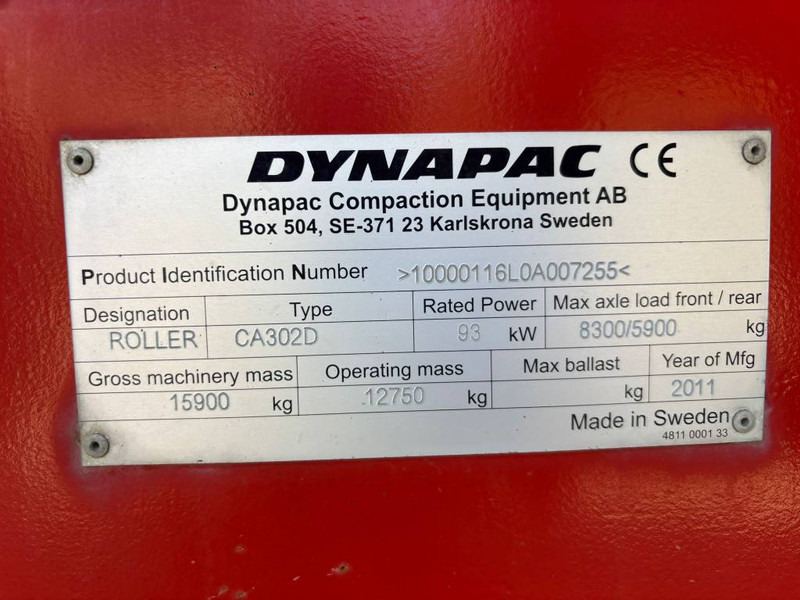 DYNAPAC CE
Dynapac Compaction Equipment AB
Box 504, SE-371 23 Karlskrona Sweden
Product Identification Number >10000116L0A007255<
Designation Type Rated Power Max axle load front / rear
ROLLER CA302D 93 kW 8300/5900 kg
Gross machinery mass Operating mass Max ballast Year of Mfg
15900 kg 12750 kg kg 2011
Made in Sweden
4811 0001 33